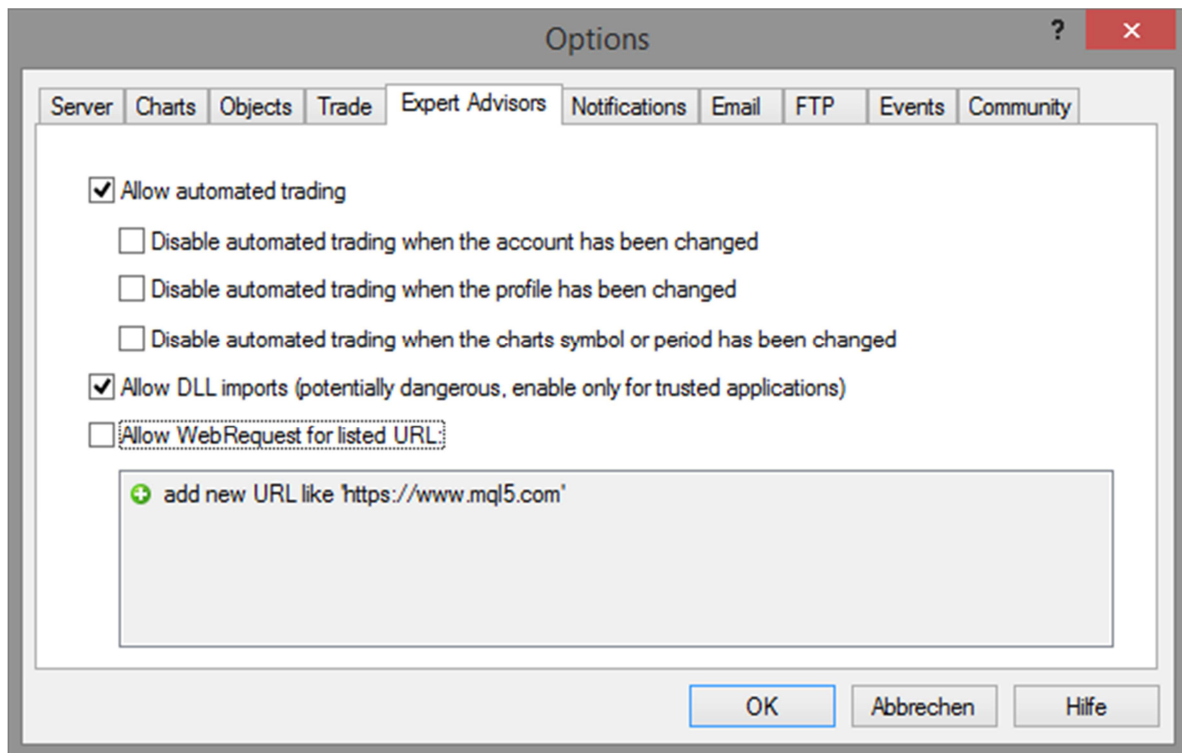 Options
?
Server Charts Objects Trade Expert Advisors Notifications Email FTP Events Community
Allow automated trading
Disable automated trading when the account has been changed
Disable automated trading when the profile has been changed
Disable automated trading when the charts symbol or period has been changed
Allow DLL imports (potentially dangerous, enable only for trusted applications)
Allow WebRequest for listed URL:
add new URL like 'https://www.mql5.com'
OK Abbrechen Hilfe